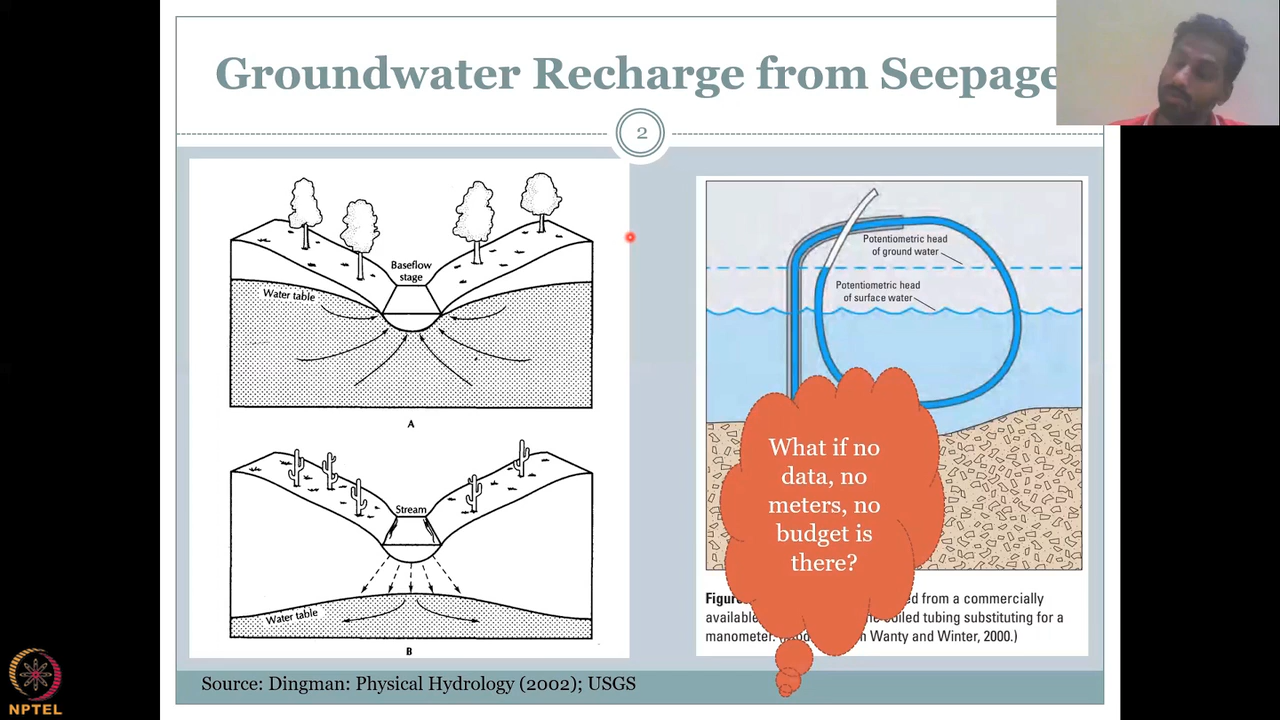 Groundwater Recharge from Seepage
2
Baseflow
stage
Water table
A
Stream
Water table
B
Potentiometric head
of ground water
Potentiometric head
of surface water
What if no
data, no
meters, no
budget is
there?
from a commercially
available coiled tubing substituting for a
manometer. Wanty and Winter, 2000.)
Source: Dingman: Physical Hydrology (2002); USGS
NPTEL